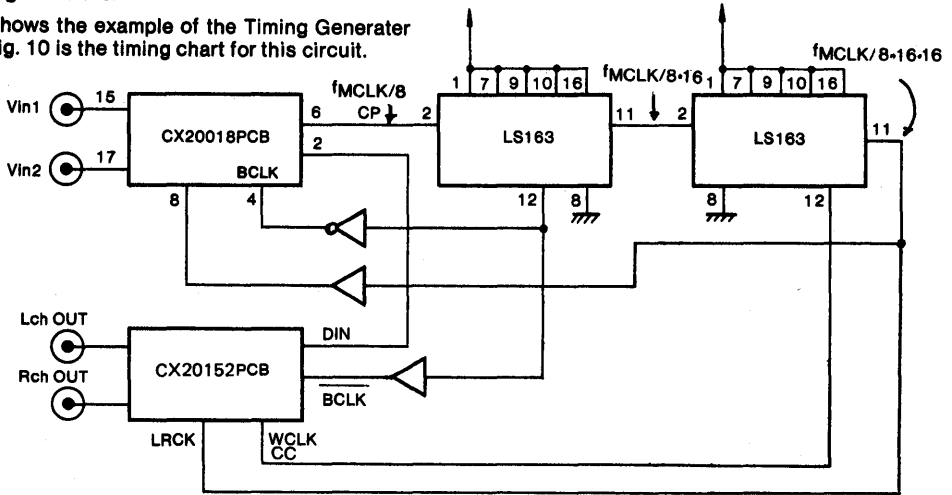 hows the example of the Timing Generater
ig. 10 is the timing chart for this circuit.
fMCLK/8•16•16
1 7 9 10 16
fMCLK/8•16
1 7 9 10 16
fMCLK/8
Vin1
15
6
CP
2
11
2
11
CX20018PCB
LS163
LS163
2
Vin2
17
BCLK
8
4
12
8
8
12
Lch OUT
DIN
CX20152PCB
Rch OUT
BCLK
LRCK
WCLK
CC